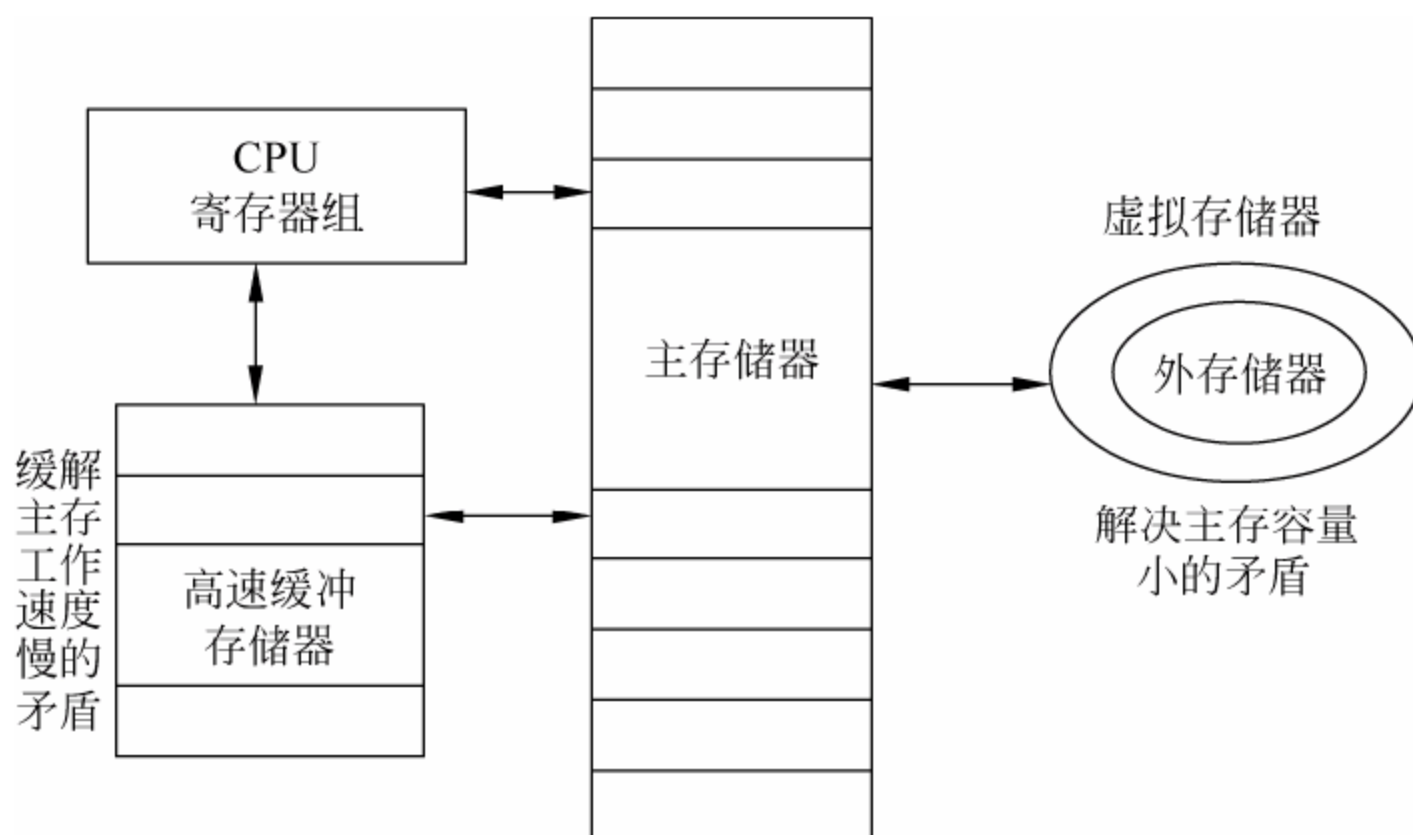 CPU
寄存器组
主存储器
虚拟存储器
外存储器
解决主存容量
小的矛盾
缓解
主存
工作
速度
慢的
矛盾
高速缓冲
存储器